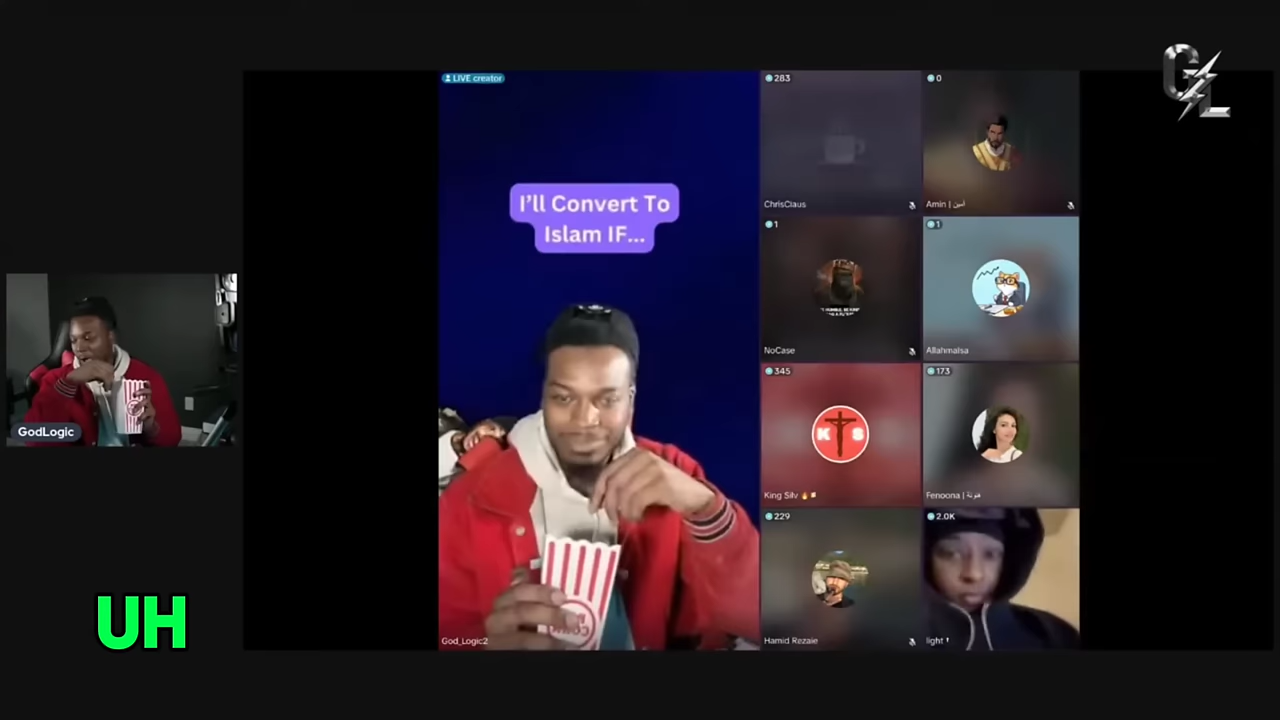 GL
LIVE creator
I'll Convert To
Islam IF...
God_Logic2
283
ChrisClaus
0
Amin | أمين
1
NoCase
1
Allahmalsa
345
K S
King Silv
173
Fenoona | فنونة
229
Hamid Rezaie
2.0K
light
GodLogic
UH